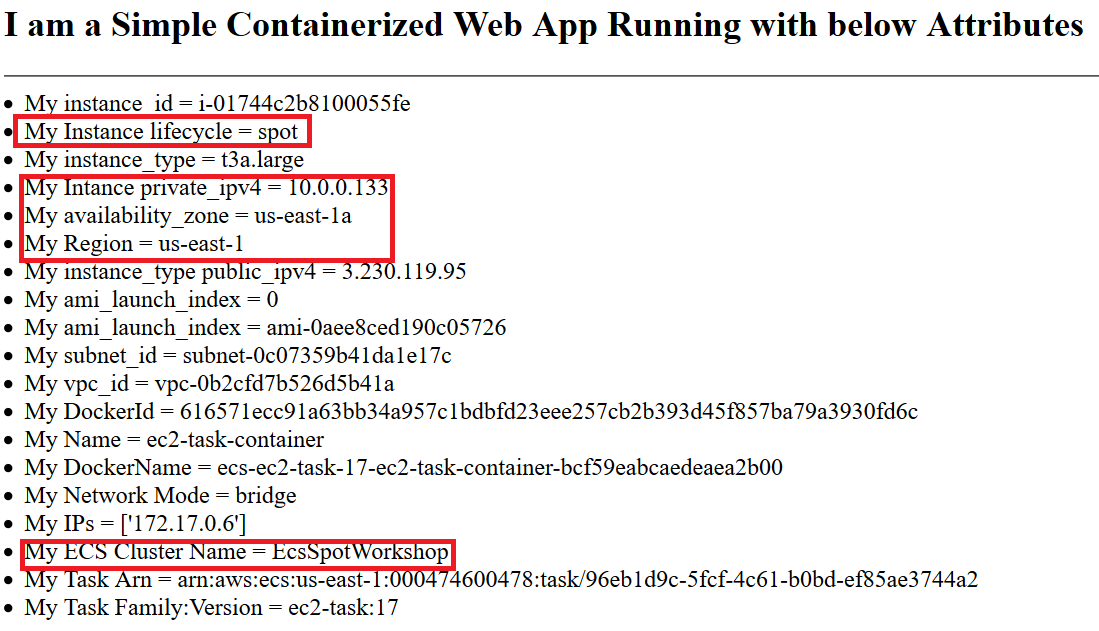 I am a Simple Containerized Web App Running with below Attributes
• My instance_id = i-01744c2b8100055fe
• My Instance lifecycle = spot
• My instance_type = t3a.large
• My Intance private_ipv4 = 10.0.0.133
• My availability_zone = us-east-1a
• My Region = us-east-1
• My instance_type public_ipv4 = 3.230.119.95
• My ami_launch_index = 0
• My ami_launch_index = ami-0aee8ced190c05726
• My subnet_id = subnet-0c07359b41da1e17c
• My vpc_id = vpc-0b2cfd7b526d5b41a
• My DockerId = 616571ecc91a63bb34a957c1bdbfd23eee257cb2b393d45f857ba79a3930fd6c
• My Name = ec2-task-container
• My DockerName = ecs-ec2-task-17-ec2-task-container-bcf59eabcaedeaea2b00
• My Network Mode = bridge
• My IPs = ['172.17.0.6']
• My ECS Cluster Name = EcsSpotWorkshop
• My Task Arn = arn:aws:ecs:us-east-1:000474600478:task/96eb1d9c-5fcf-4c61-b0bd-ef85ae3744a2
• My Task Family:Version = ec2-task:17